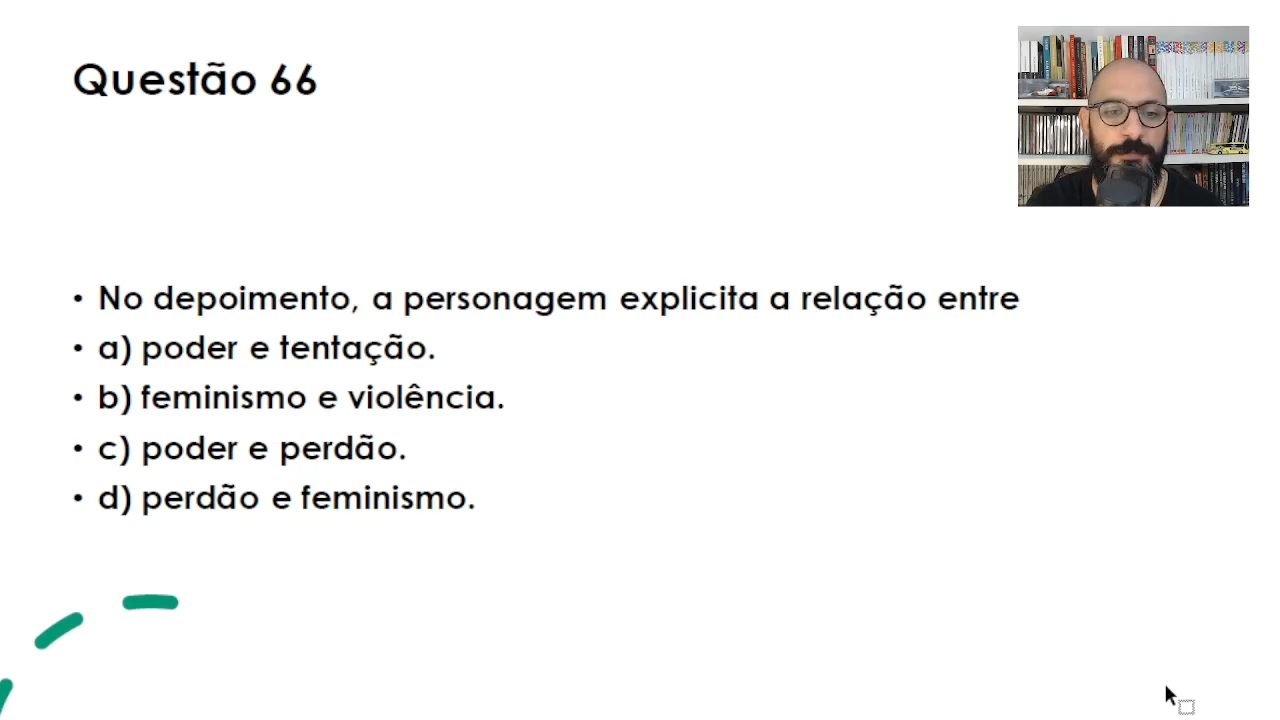 Questão 66
• No depoimento, a personagem explicita a relação entre
• a) poder e tentação.
• b) feminismo e violência.
• c) poder e perdão.
• d) perdão e feminismo.